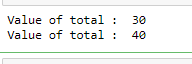 Value of total :  30
Value of total :  40